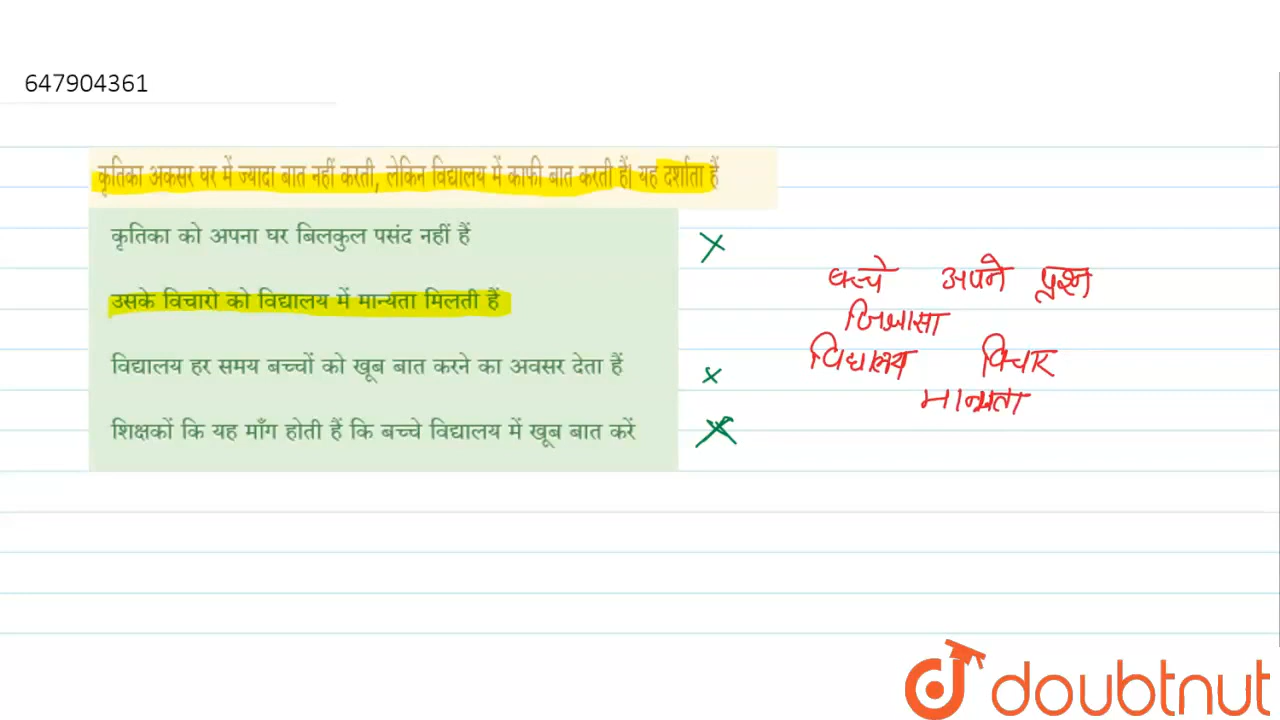 647904361
कृतिका अकसर घर में ज्यादा बात नहीं करती, लेकिन विद्यालय में काफी बात करती हैं। यह दर्शाता हैं
कृतिका को अपना घर बिलकुल पसंद नहीं हैं
उसके विचारो को विद्यालय में मान्यता मिलती हैं
विद्यालय हर समय बच्चों को खूब बात करने का अवसर देता हैं
शिक्षकों कि यह माँग होती हैं कि बच्चे विद्यालय में खूब बात करें
बच्चे अपने प्रश्न
जिज्ञासा
विद्यालय विचार
मान्यता
doubtnut